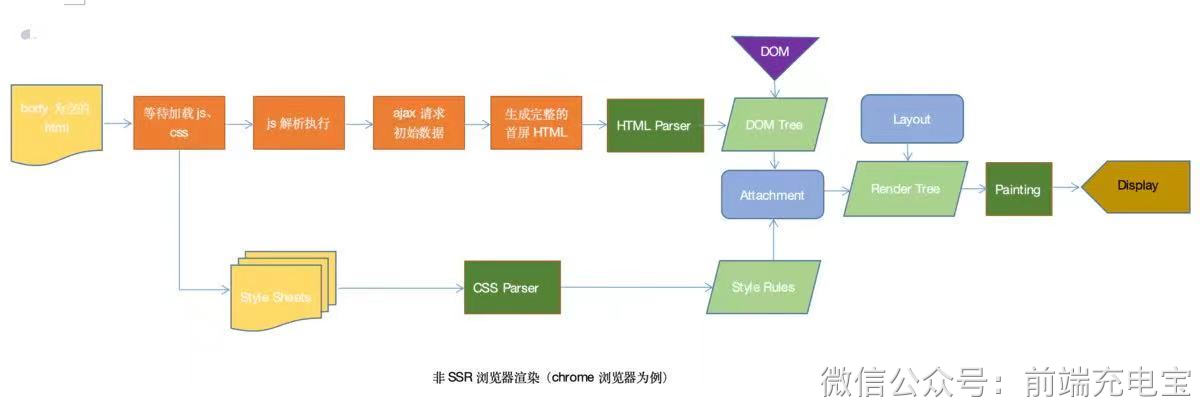 DOM
body 为空的
html
等待加载 js、
css
js 解析执行
ajax 请求
初始数据
生成完整的
首屏 HTML
HTML Parser
DOM Tree
Layout
Attachment
Render Tree
Painting
Display
Style Sheets
CSS Parser
Style Rules
非 SSR 浏览器渲染（chrome 浏览器为例）
微信公众号：前端充电宝